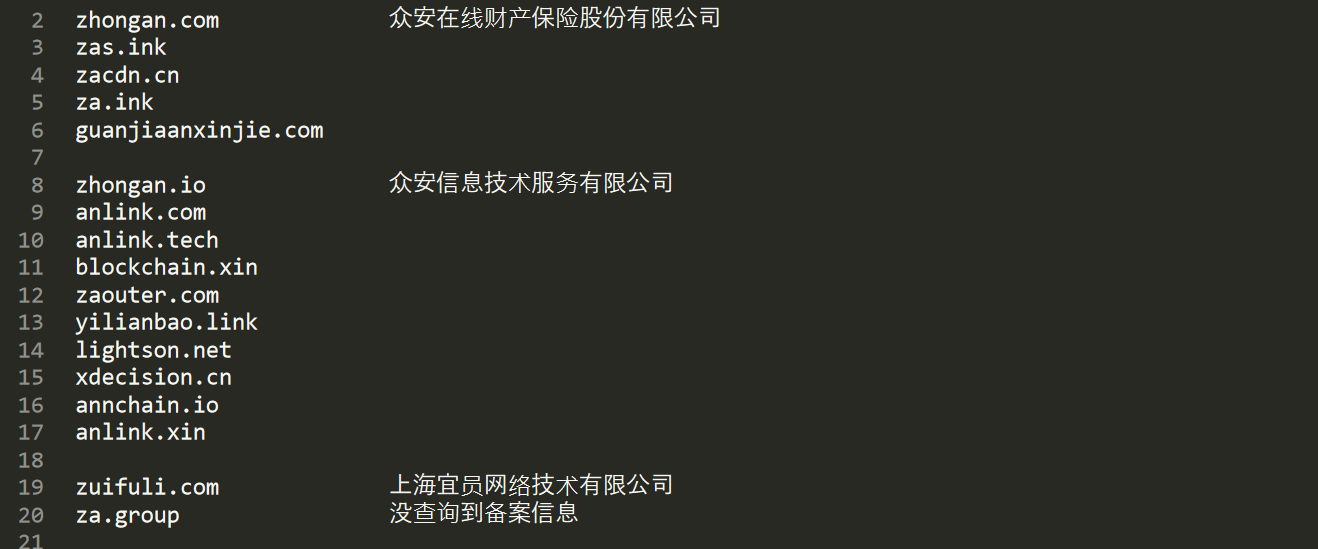 2 zhongan.com 众安在线财产保险股份有限公司
3 zas.ink
4 zacdn.cn
5 za.ink
6 guanjiaanxinjie.com
7
8 zhongan.io 众安信息技术服务有限公司
9 anlink.com
10 anlink.tech
11 blockchain.xin
12 zaouter.com
13 yilianbao.link
14 lightson.net
15 xdecision.cn
16 annchain.io
17 anlink.xin
18
19 zuifuli.com 上海宜员网络技术有限公司
20 za.group 没查询到备案信息
21